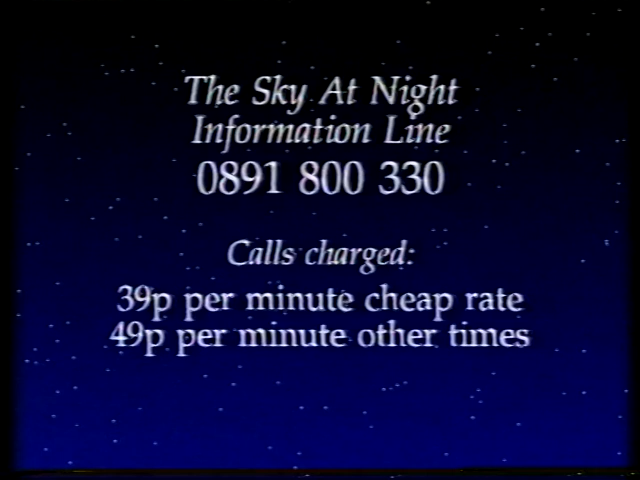 The Sky At Night
Information Line
0891 800 330
Calls charged:
39p per minute cheap rate
49p per minute other times